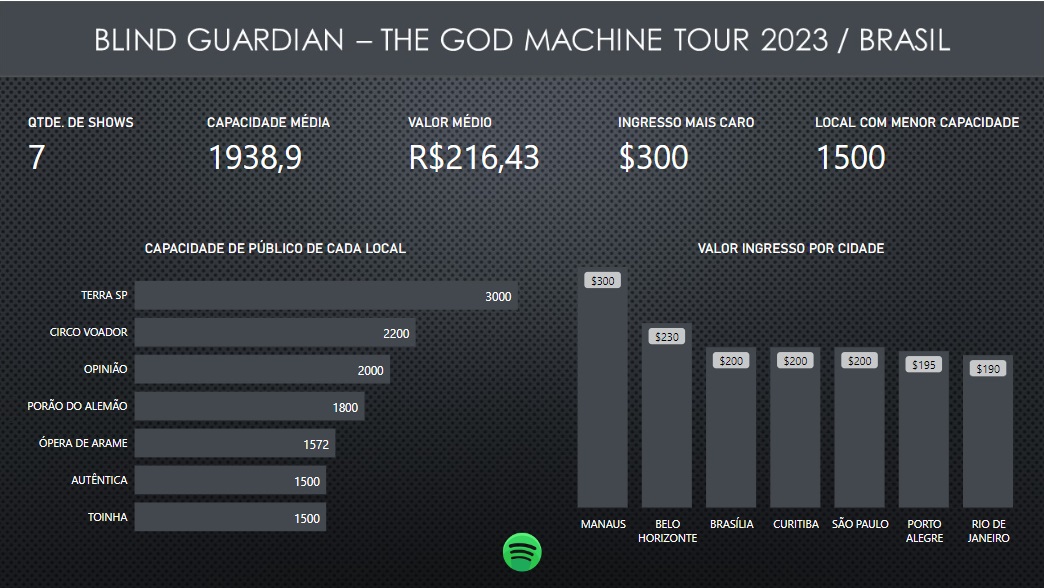 BLIND GUARDIAN – THE GOD MACHINE TOUR 2023 / BRASIL
QTDE. DE SHOWS
7
CAPACIDADE MÉDIA
1938,9
VALOR MÉDIO
R$216,43
INGRESSO MAIS CARO
$300
LOCAL COM MENOR CAPACIDADE
1500
CAPACIDADE DE PÚBLICO DE CADA LOCAL
TERRA SP 3000
CIRCO VOADOR 2200
OPINIÃO 2000
PORÃO DO ALEMÃO 1800
ÓPERA DE ARAME 1572
AUTÊNTICA 1500
TOINHA 1500
VALOR INGRESSO POR CIDADE
$300
$230
$200
$200
$200
$195
$190
MANAUS
BELO
HORIZONTE
BRASÍLIA
CURITIBA
SÃO PAULO
PORTO
ALEGRE
RIO DE
JANEIRO